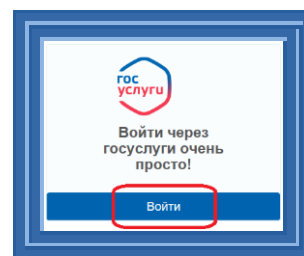 гос
услуги
Войти через
госуслуги очень
просто!
Войти